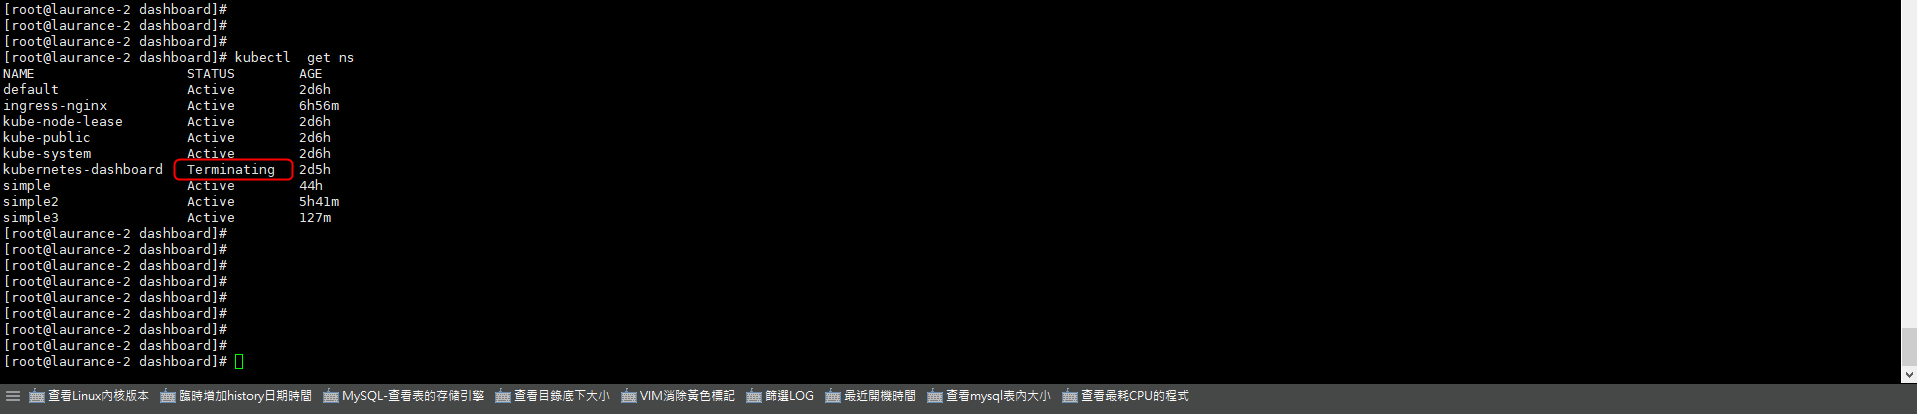 [root@laurance-2 dashboard]#
[root@laurance-2 dashboard]#
[root@laurance-2 dashboard]#
[root@laurance-2 dashboard]# kubectl  get ns
NAME                   STATUS        AGE
default                Active        2d6h
ingress-nginx          Active        6h56m
kube-node-lease        Active        2d6h
kube-public            Active        2d6h
kube-system            Active        2d6h
kubernetes-dashboard   Terminating   2d5h
simple                 Active        44h
simple2                Active        5h41m
simple3                Active        127m
[root@laurance-2 dashboard]#
[root@laurance-2 dashboard]#
[root@laurance-2 dashboard]#
[root@laurance-2 dashboard]#
[root@laurance-2 dashboard]#
[root@laurance-2 dashboard]#
[root@laurance-2 dashboard]#
[root@laurance-2 dashboard]#
[root@laurance-2 dashboard]#
查看Linux內核版本 臨時增加history日期時間 MySQL-查看表的存储引擎 查看目錄底下大小 VIM消除黃色標記 篩選LOG 最近開機時間 查看mysql表內大小 查看最耗CPU的程式